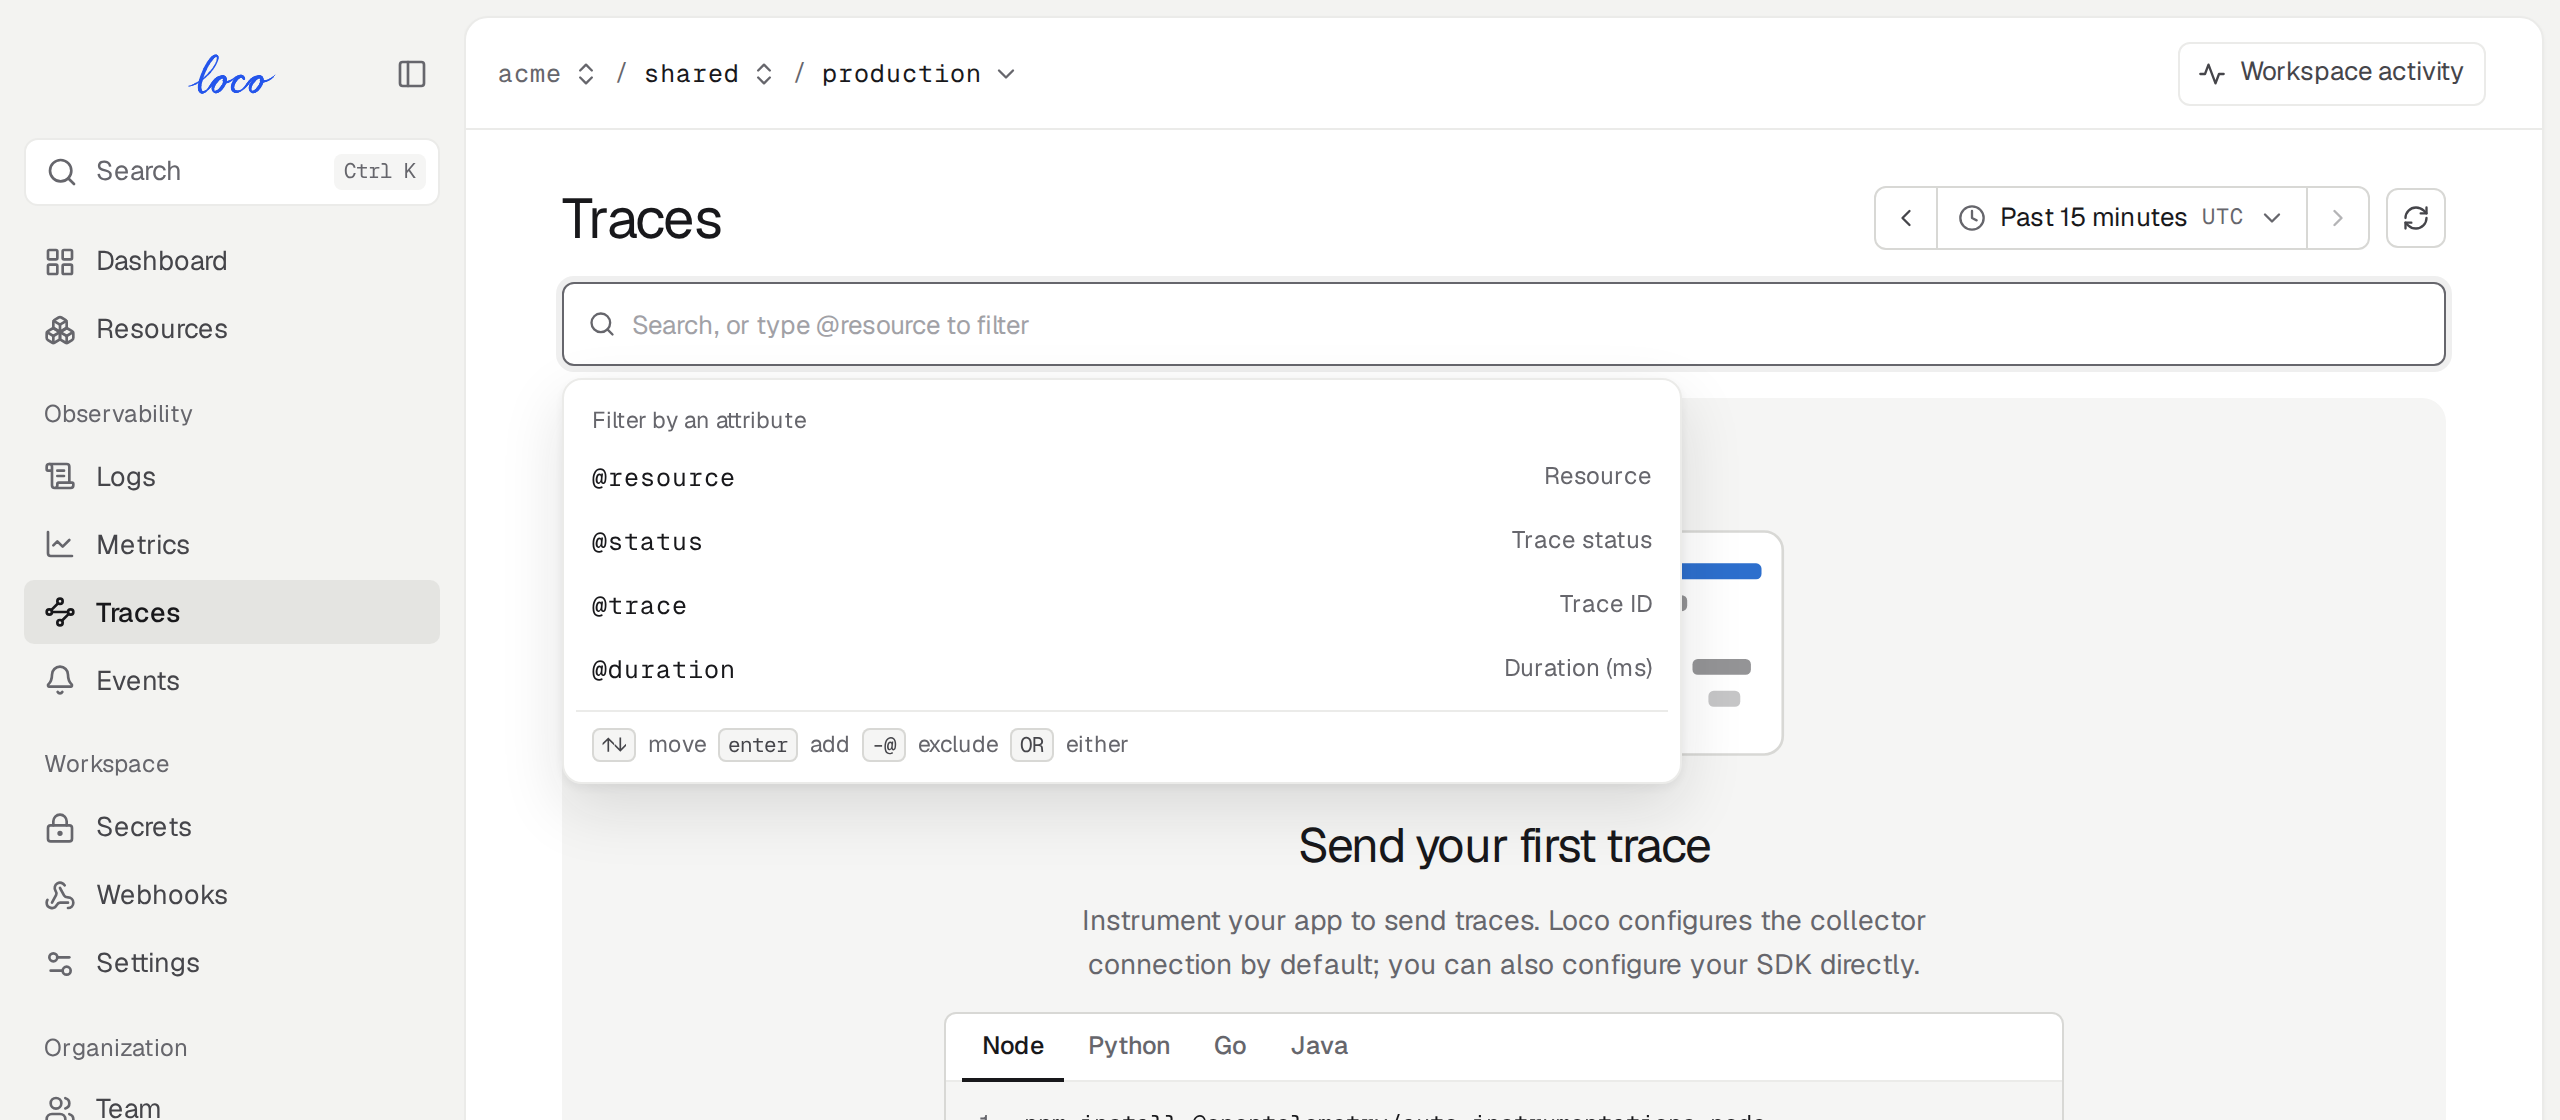 loco
Search Ctrl K
Dashboard
Resources
Observability
Logs
Metrics
Traces
Events
Workspace
Secrets
Webhooks
Settings
Organization
Team
acme / shared / production
Workspace activity
Traces
Past 15 minutes UTC
Search, or type @resource to filter
Filter by an attribute
@resource Resource
@status Trace status
@trace Trace ID
@duration Duration (ms)
↑↓ move enter add -@ exclude OR either
Send your first trace
Instrument your app to send traces. Loco configures the collector
connection by default; you can also configure your SDK directly.
Node Python Go Java